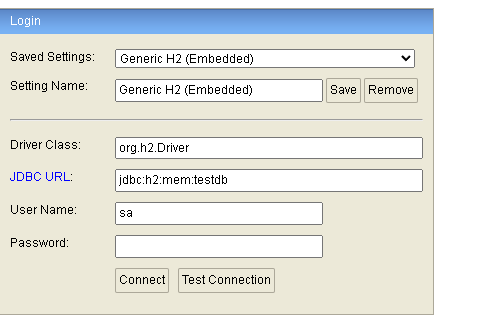 Login
Saved Settings: Generic H2 (Embedded)
Setting Name: Generic H2 (Embedded) Save Remove
Driver Class: org.h2.Driver
JDBC URL: jdbc:h2:mem:testdb
User Name: sa
Password:
Connect Test Connection